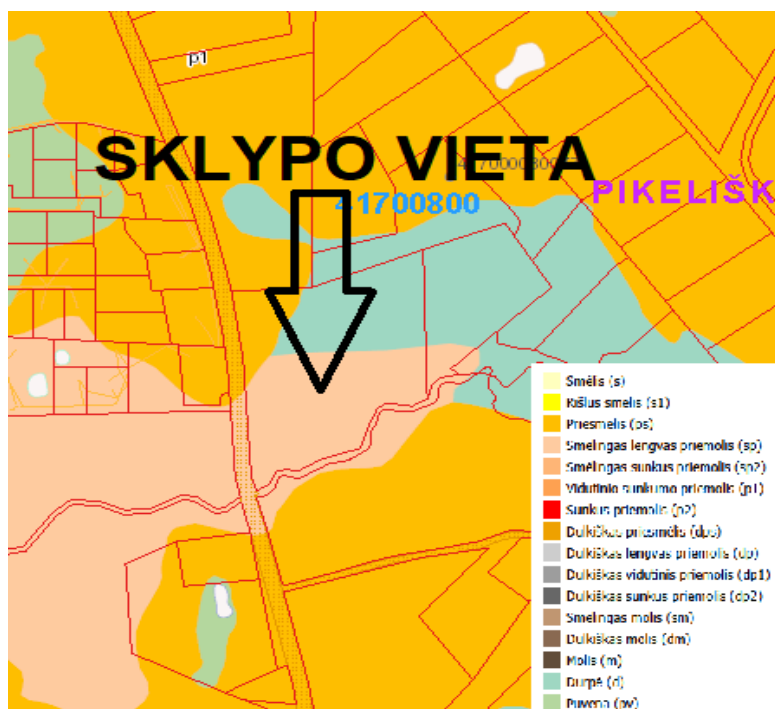 p1
SKLYPO VIETA
41700800
PIKELIŠK
Smėlis (s)
Rišlus smėlis (s1)
Priesmėlis (ps)
Smėlingas lengvas priemolis (sp)
Smėlingas sunkus priemolis (sp2)
Vidutinio sunkumo priemolis (p1)
Sunkus priemolis (p2)
Dulkiškas priesmėlis (dps)
Dulkiškas lengvas priemolis (dp)
Dulkiškas vidutinis priemolis (dp1)
Dulkiškas sunkus priemolis (dp2)
Smėlingas molis (sm)
Dulkiškas molis (dm)
Molis (m)
Durpė (d)
Puvena (pv)